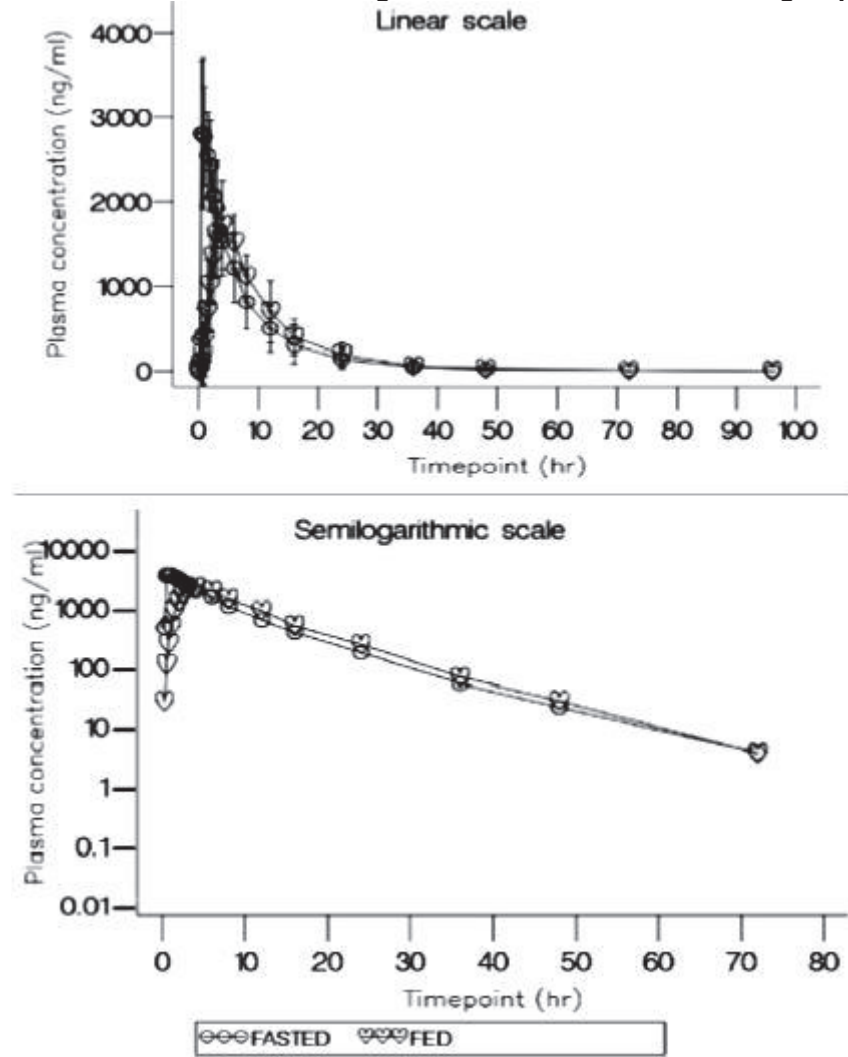 Linear scale
Plasma concentration (ng/ml)
4000
3000
2000
1000
0
0 10 20 30 40 50 60 70 80 90 100
Timepoint (hr)
Semilogarithmic scale
Plasma concentration (ng/ml)
10000
1000
100
10
1
0.1
0.01
0 10 20 30 40 50 60 70 80
Timepoint (hr)
FASTED FED